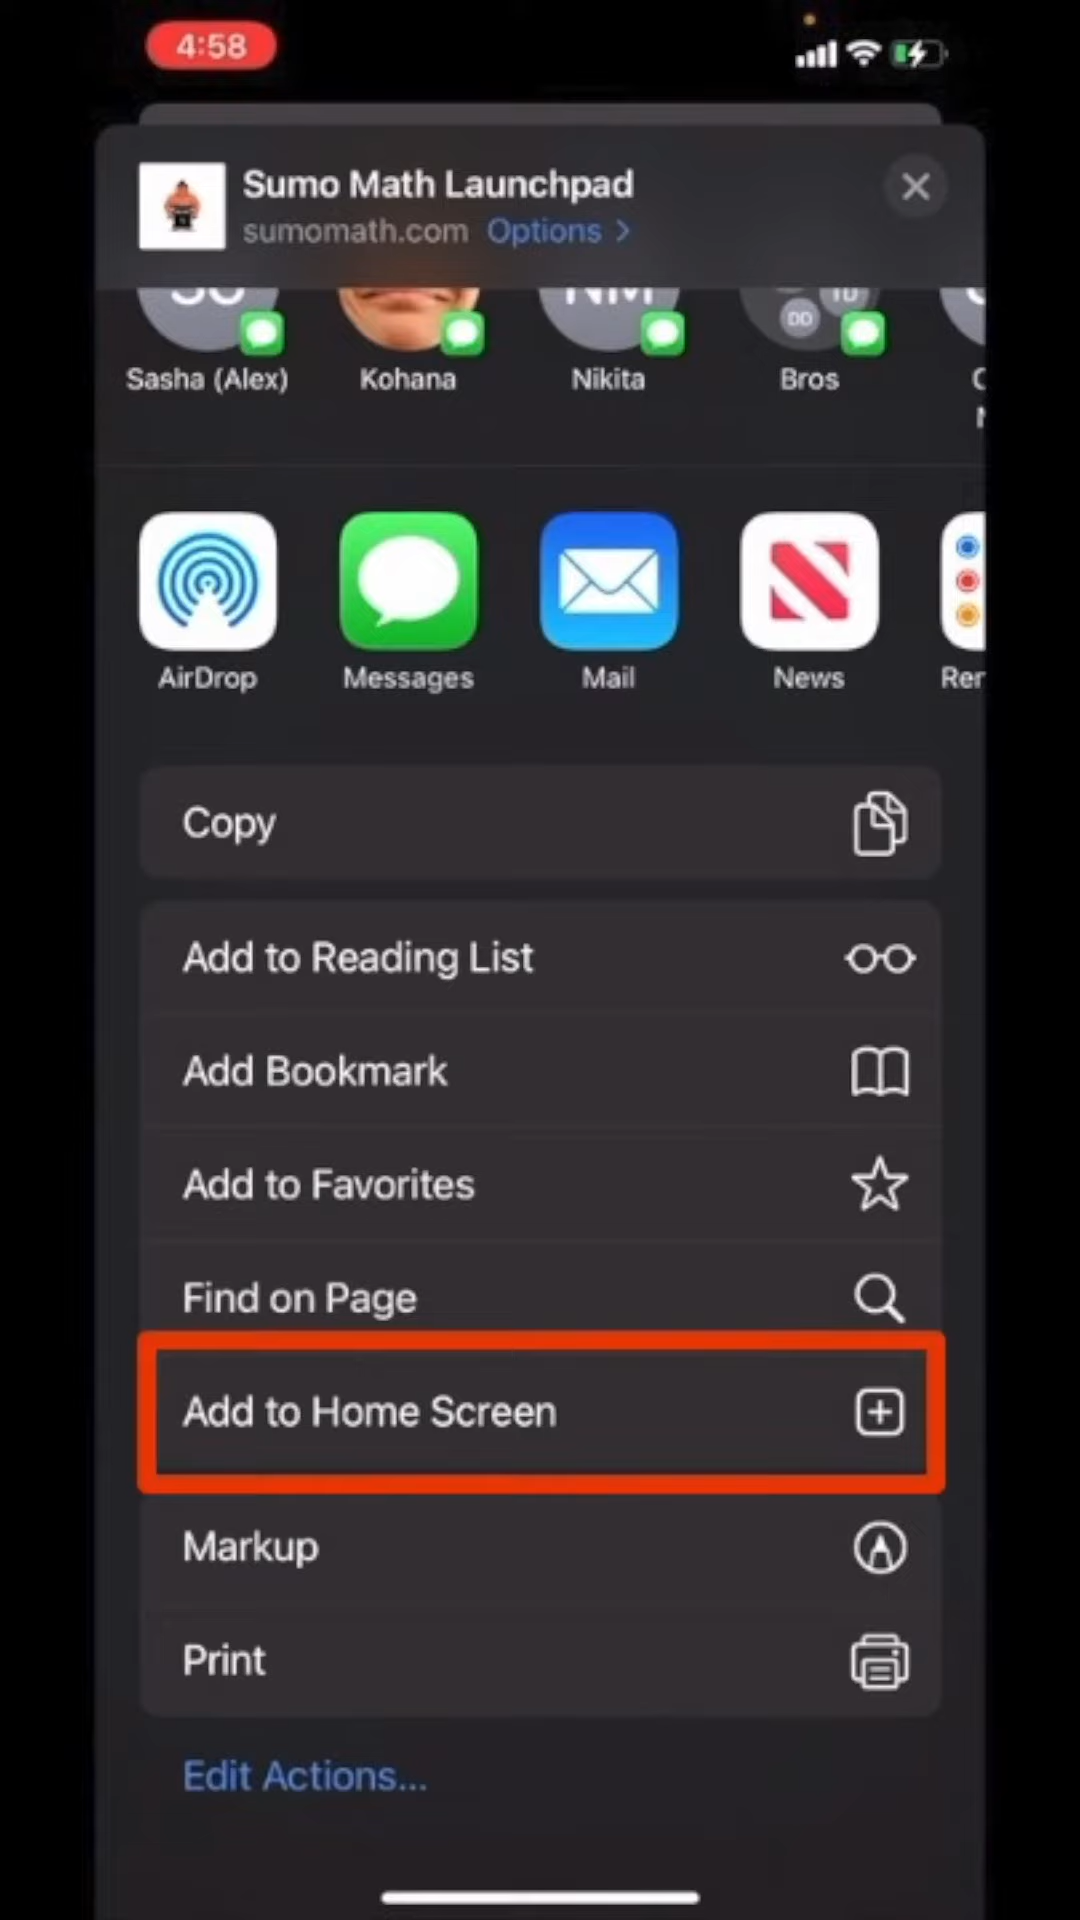 4:58
Sumo Math Launchpad
sumomath.com Options >
NM
DD
Sasha (Alex) Kohana Nikita Bros
AirDrop Messages Mail News
Copy
Add to Reading List
Add Bookmark
Add to Favorites
Find on Page
Add to Home Screen
Markup
Print
Edit Actions...